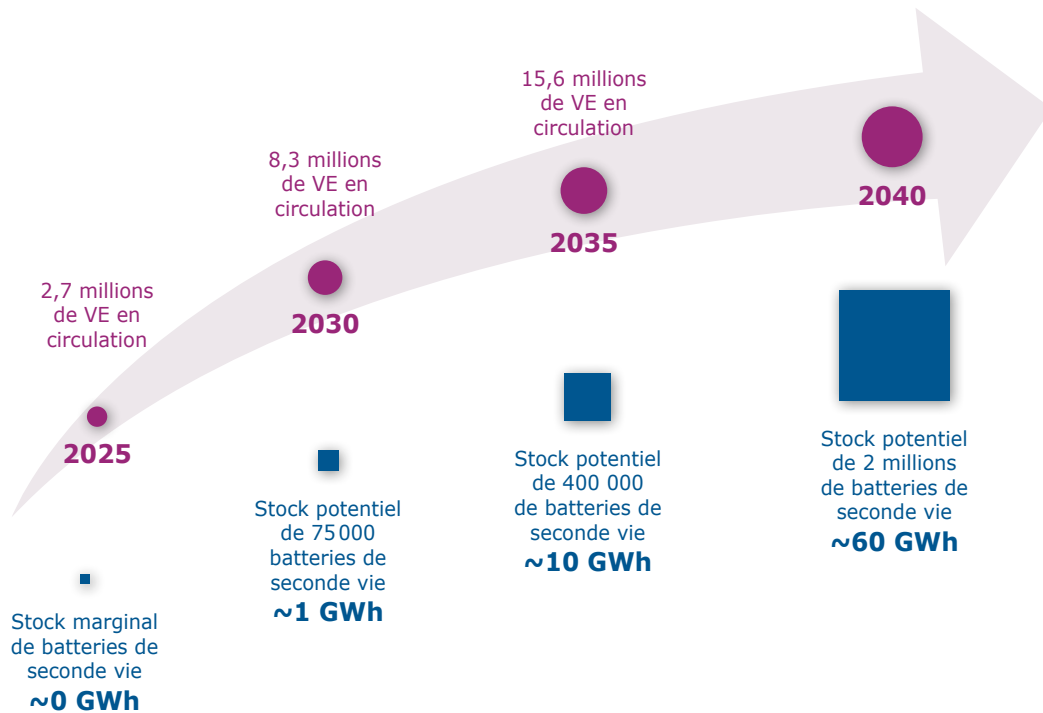 2,7 millions
de VE en
circulation
2025
Stock marginal
de batteries de
seconde vie
~0 GWh
8,3 millions
de VE en
circulation
2030
Stock potentiel
de 75 000
batteries de
seconde vie
~1 GWh
15,6 millions
de VE en
circulation
2035
Stock potentiel
de 400 000
de batteries de
seconde vie
~10 GWh
2040
Stock potentiel
de 2 millions
de batteries de
seconde vie
~60 GWh